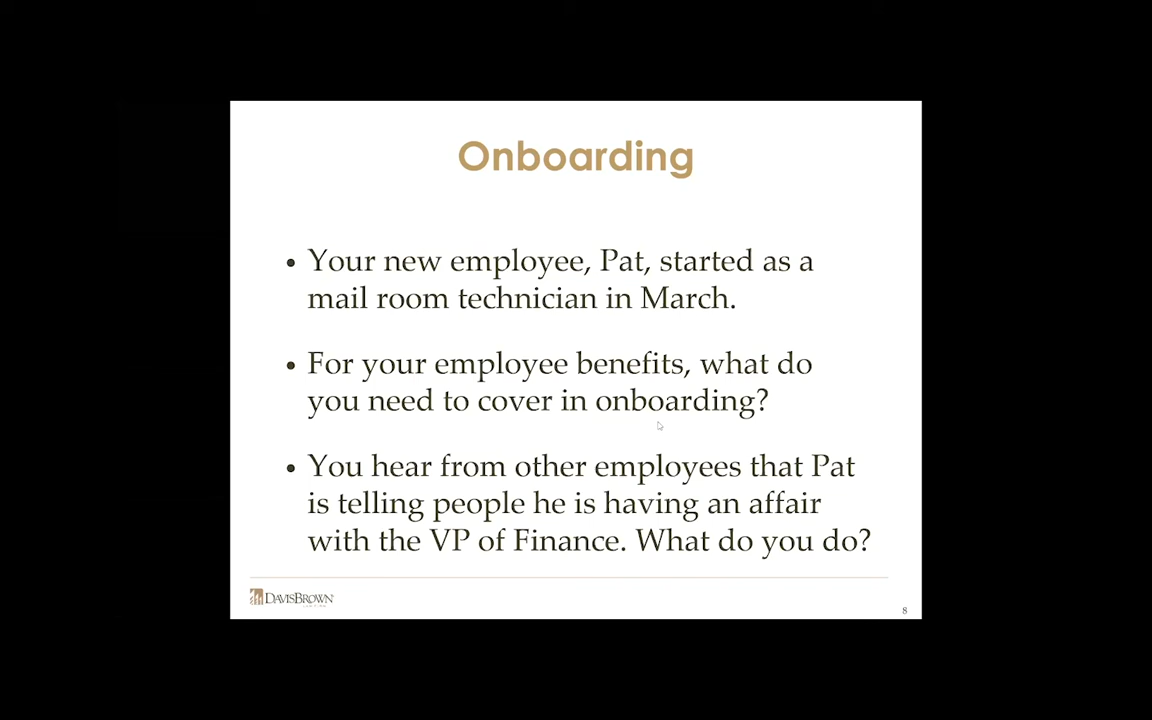 Onboarding
• Your new employee, Pat, started as a
mail room technician in March.
• For your employee benefits, what do
you need to cover in onboarding?
• You hear from other employees that Pat
is telling people he is having an affair
with the VP of Finance. What do you do?
DAVISBROWN
LAW FIRM
8